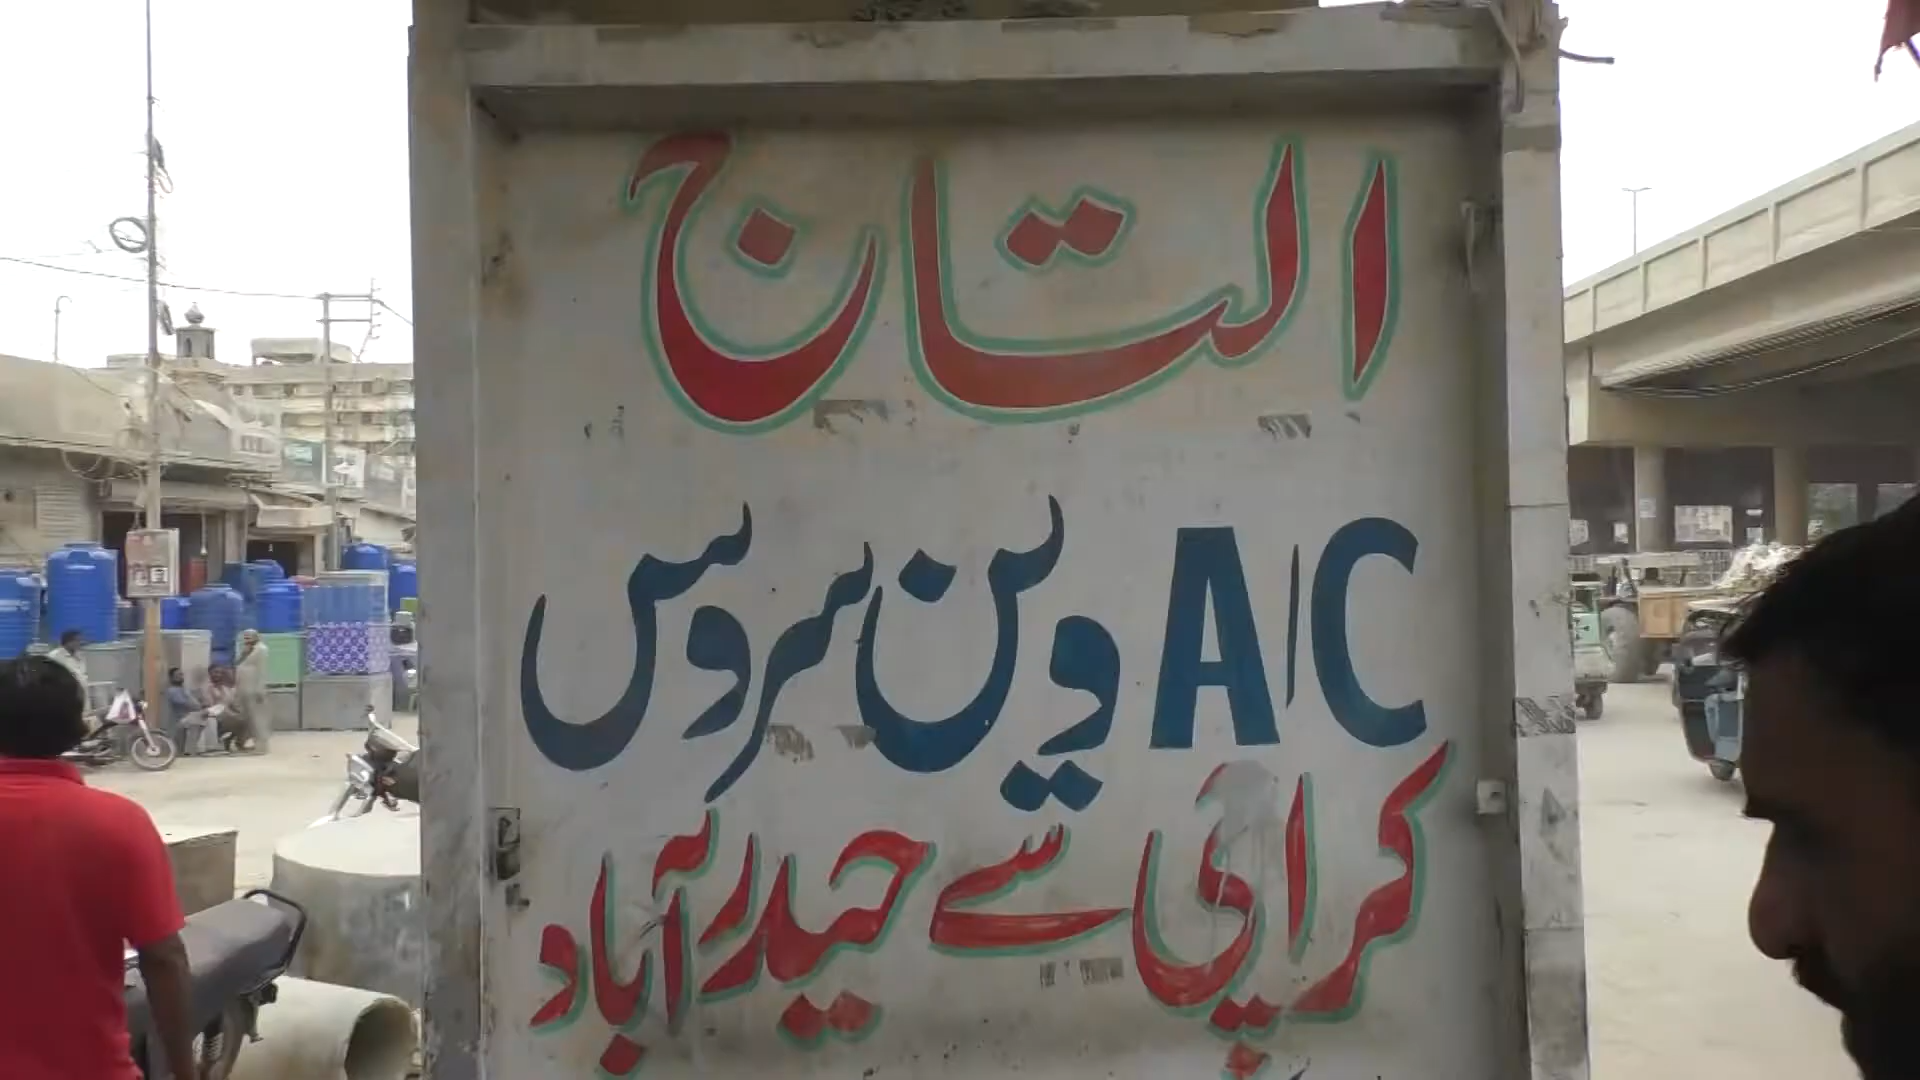 التاج
A/C وین سروس
کراچی سے حیدرآباد